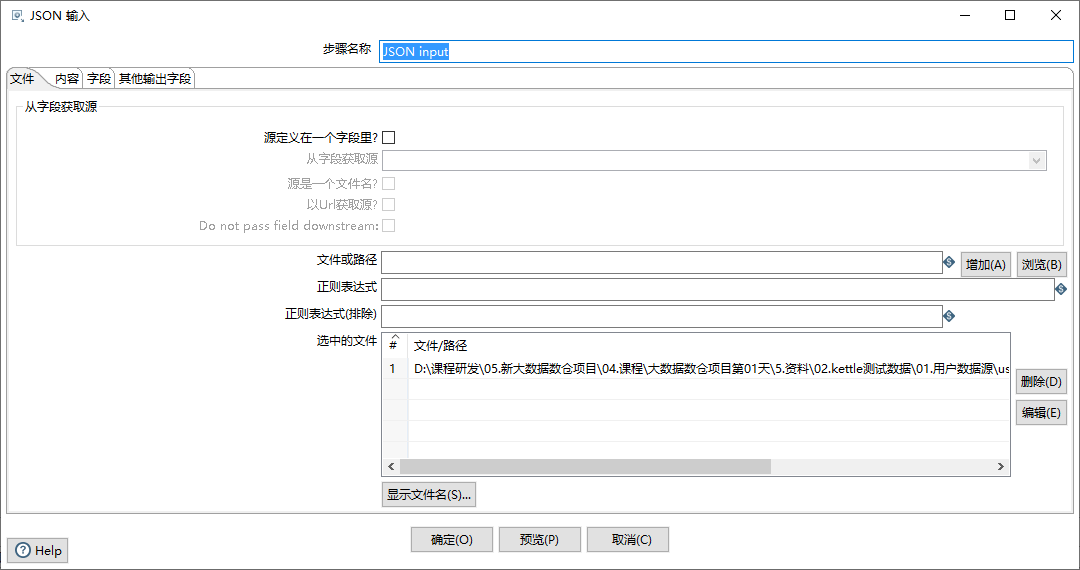 JSON 输入
步骤名称 JSON input
文件 内容 字段 其他输出字段
从字段获取源
源定义在一个字段里?
从字段获取源
源是一个文件名?
以Url获取源?
Do not pass field downstream:
文件或路径 增加(A) 浏览(B)
正则表达式
正则表达式(排除)
选中的文件 # 文件/路径
1 D:\课程研发\05.新大数据数仓项目\04.课程\大数据数仓项目第01天\5.资料\02.kettle测试数据\01.用户数据源\us
删除(D)
编辑(E)
显示文件名(S)...
确定(O) 预览(P) 取消(C)
Help